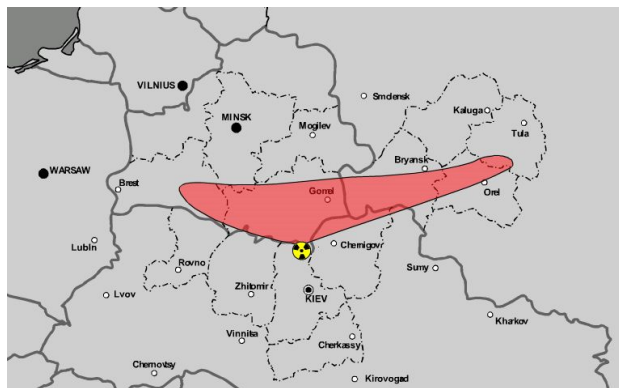 Smolensk
VILNIUS
Kaluga
MINSK
Mogilev
Tula
Bryansk
WARSAW
Brest
Gomel
Orel
Lublin
Chernigov
Rovno
Sumy
Lvov
Zhitomir
KIEV
Kharkov
Vinnitsa
Cherkassy
Chernovtsy
Kirovograd